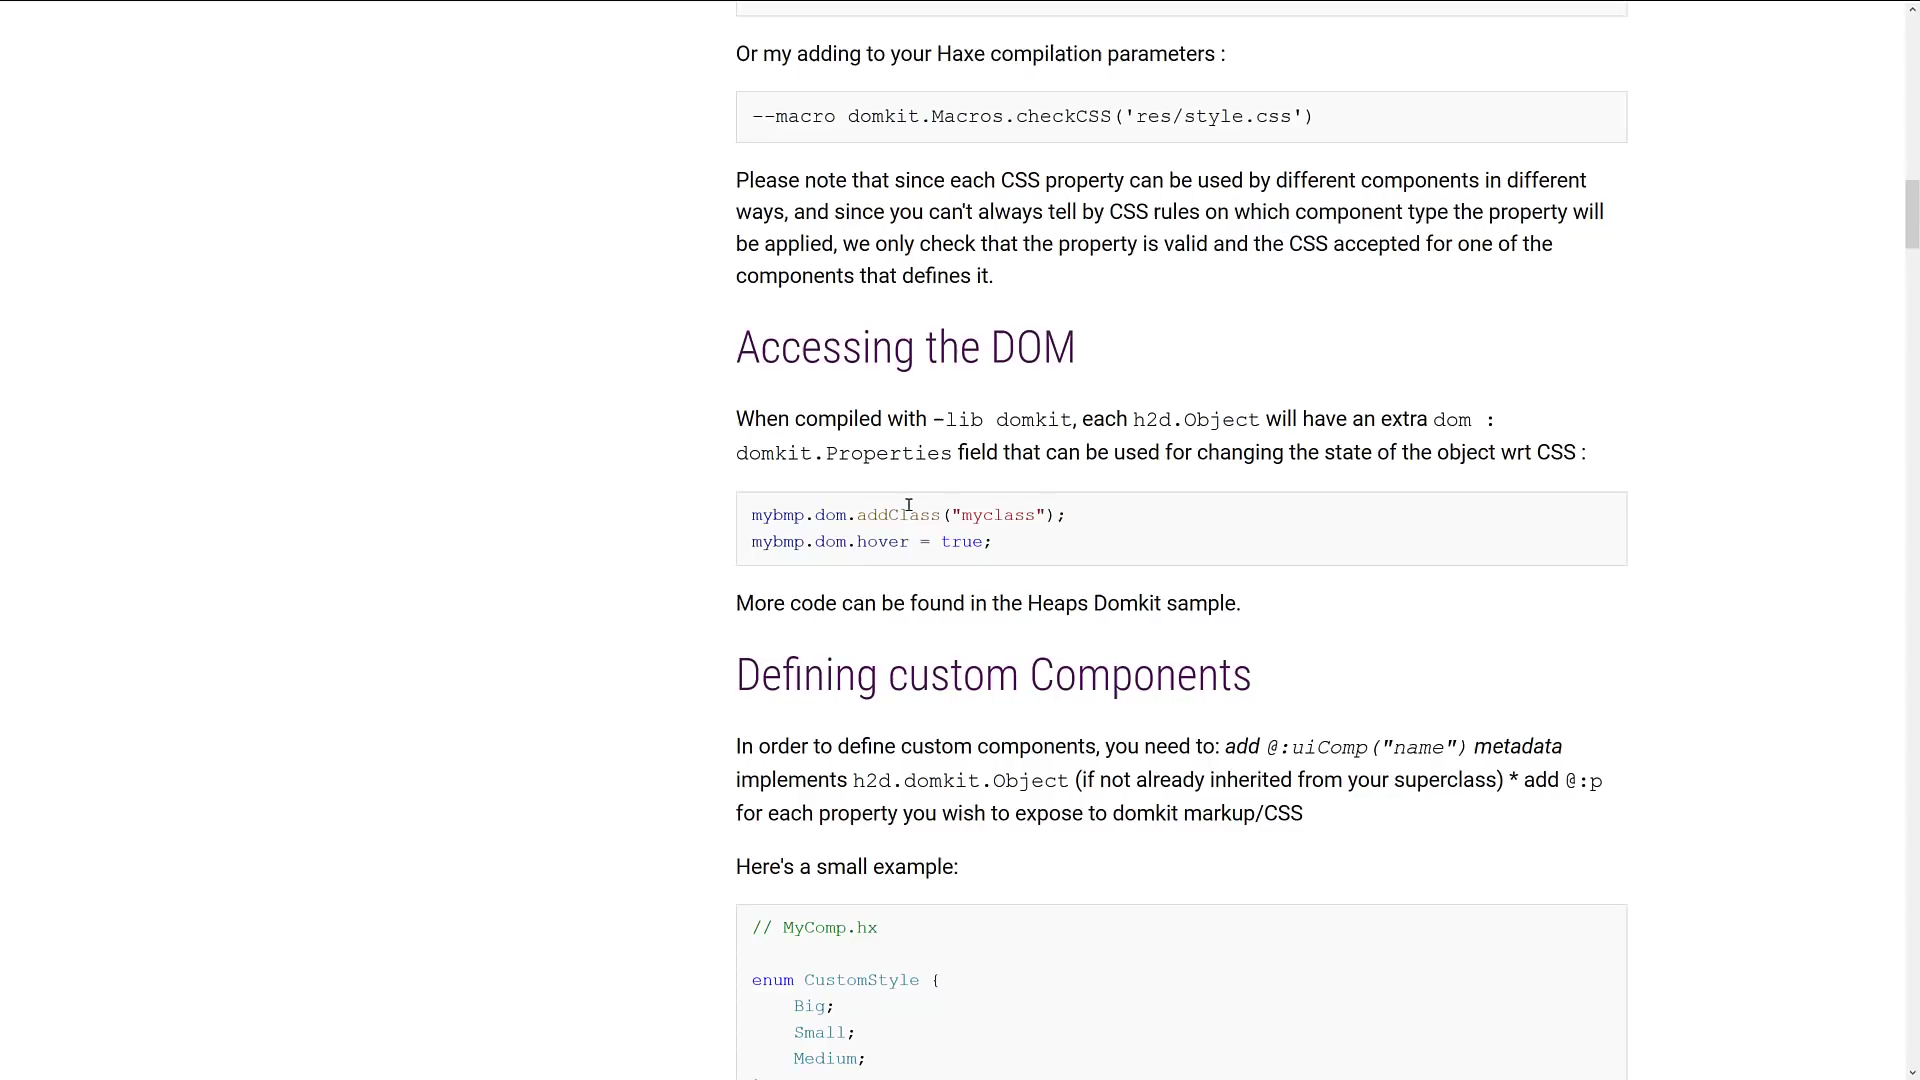 Or my adding to your Haxe compilation parameters :
--macro domkit.Macros.checkCSS('res/style.css')
Please note that since each CSS property can be used by different components in different
ways, and since you can't always tell by CSS rules on which component type the property will
be applied, we only check that the property is valid and the CSS accepted for one of the
components that defines it.
Accessing the DOM
When compiled with -lib domkit, each h2d.Object will have an extra dom :
domkit.Properties field that can be used for changing the state of the object wrt CSS :
mybmp.dom.addClass("myclass");
mybmp.dom.hover = true;
More code can be found in the Heaps Domkit sample.
Defining custom Components
In order to define custom components, you need to: add @:uiComp("name") metadata
implements h2d.domkit.Object (if not already inherited from your superclass) * add @:p
for each property you wish to expose to domkit markup/CSS
Here's a small example:
// MyComp.hx
enum CustomStyle {
Big;
Small;
Medium;